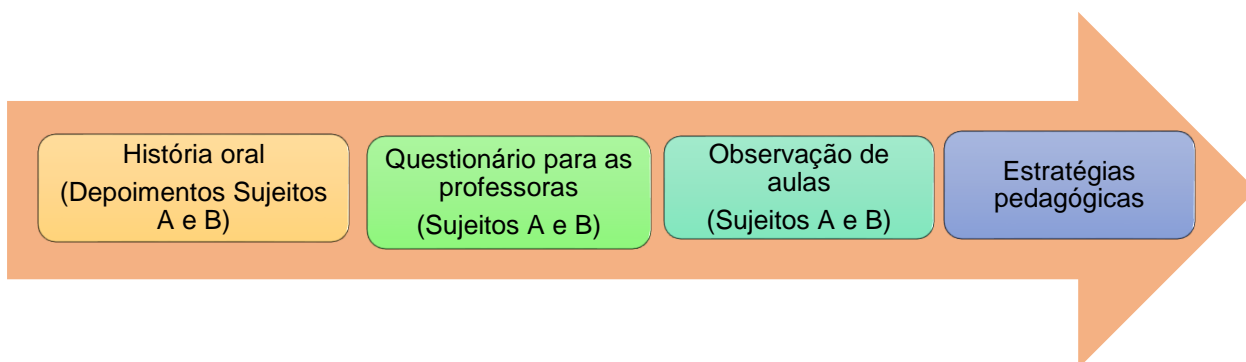 História oral
(Depoimentos Sujeitos
A e B)
Questionário para as
professoras
(Sujeitos A e B)
Observação de
aulas
(Sujeitos A e B)
Estratégias
pedagógicas